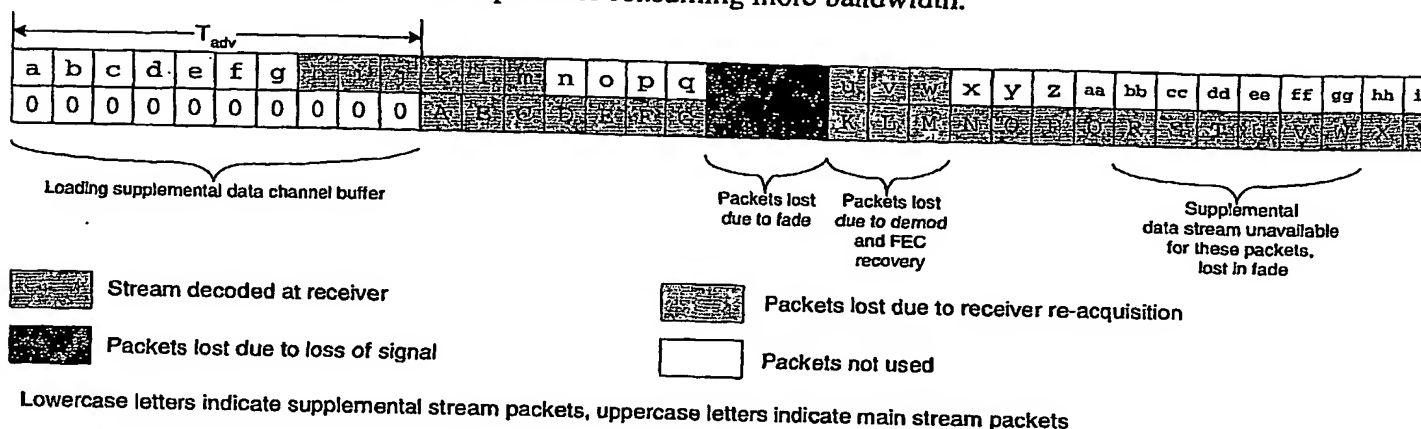 consuming more bandwidth.
T adv
a b c d e f g k l m n o p q u v w x y z aa bb cc dd ee ff gg hh
0 0 0 0 0 0 0 0 0 0 A B C D E F G K L M N O P Q R S T U V W X
Loading supplemental data channel buffer
Packets lost
due to fade
Packets lost
due to demod
and FEC
recovery
Supplemental
data stream unavailable
for these packets,
lost in fade
Stream decoded at receiver
Packets lost due to receiver re-acquisition
Packets lost due to loss of signal
Packets not used
Lowercase letters indicate supplemental stream packets, uppercase letters indicate main stream packets